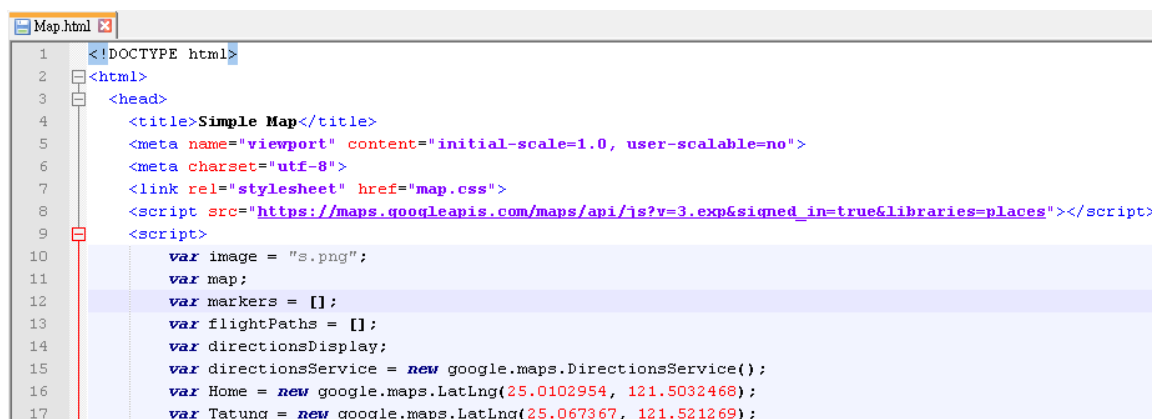 Map.html
1 <!DOCTYPE html>
2 <html>
3 <head>
4 <title>Simple Map</title>
5 <meta name="viewport" content="initial-scale=1.0, user-scalable=no">
6 <meta charset="utf-8">
7 <link rel="stylesheet" href="map.css">
8 <script src="https://maps.googleapis.com/maps/api/js?v=3.exp&signed_in=true&libraries=places"></script>
9 <script>
10 var image = "s.png";
11 var map;
12 var markers = [];
13 var flightPaths = [];
14 var directionsDisplay;
15 var directionsService = new google.maps.DirectionsService();
16 var Home = new google.maps.LatLng(25.0102954, 121.5032468);
17 var Tatung = new google.maps.LatLng(25.067367, 121.521269);